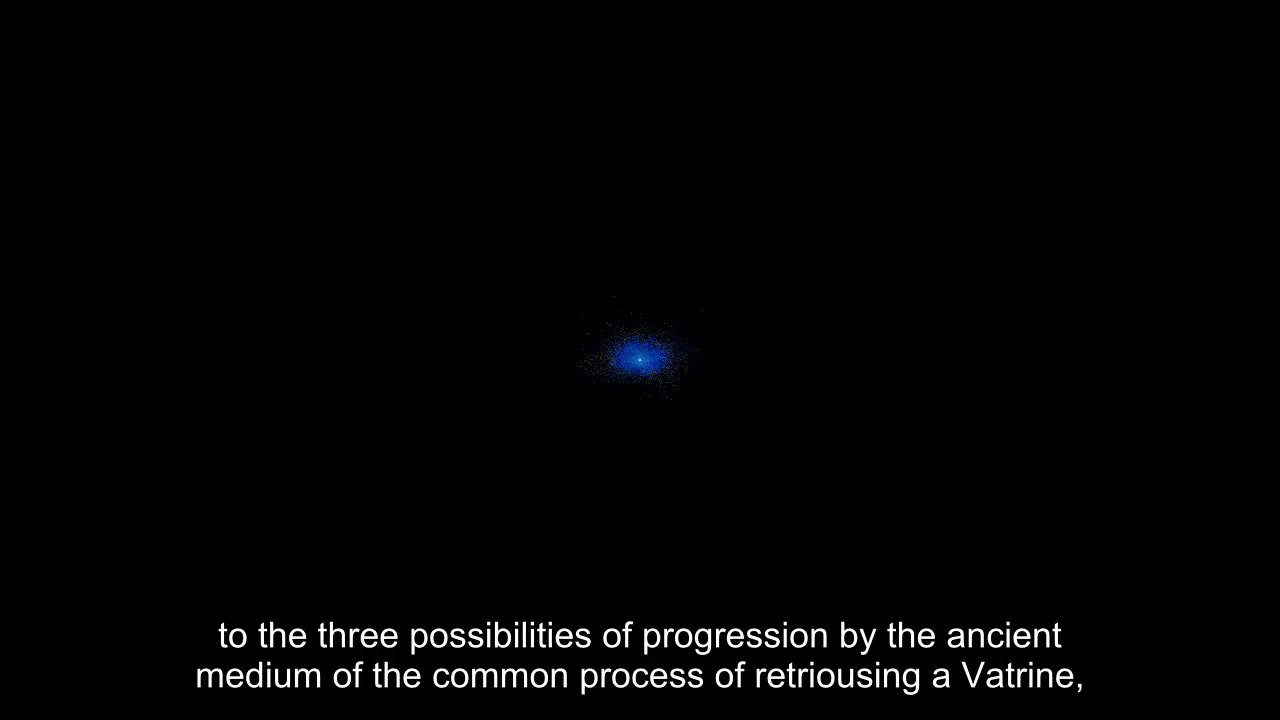 to the three possibilities of progression by the ancient
medium of the common process of retriousing a Vatrine,